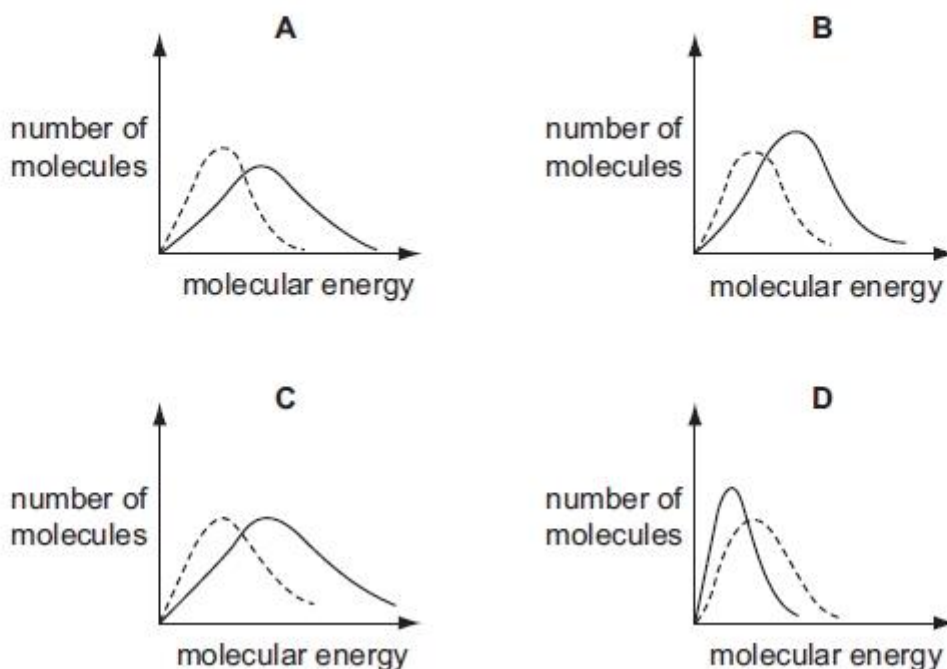 A
B
number of
molecules
number of
molecules
molecular energy
molecular energy
C
D
number of
molecules
number of
molecules
molecular energy
molecular energy